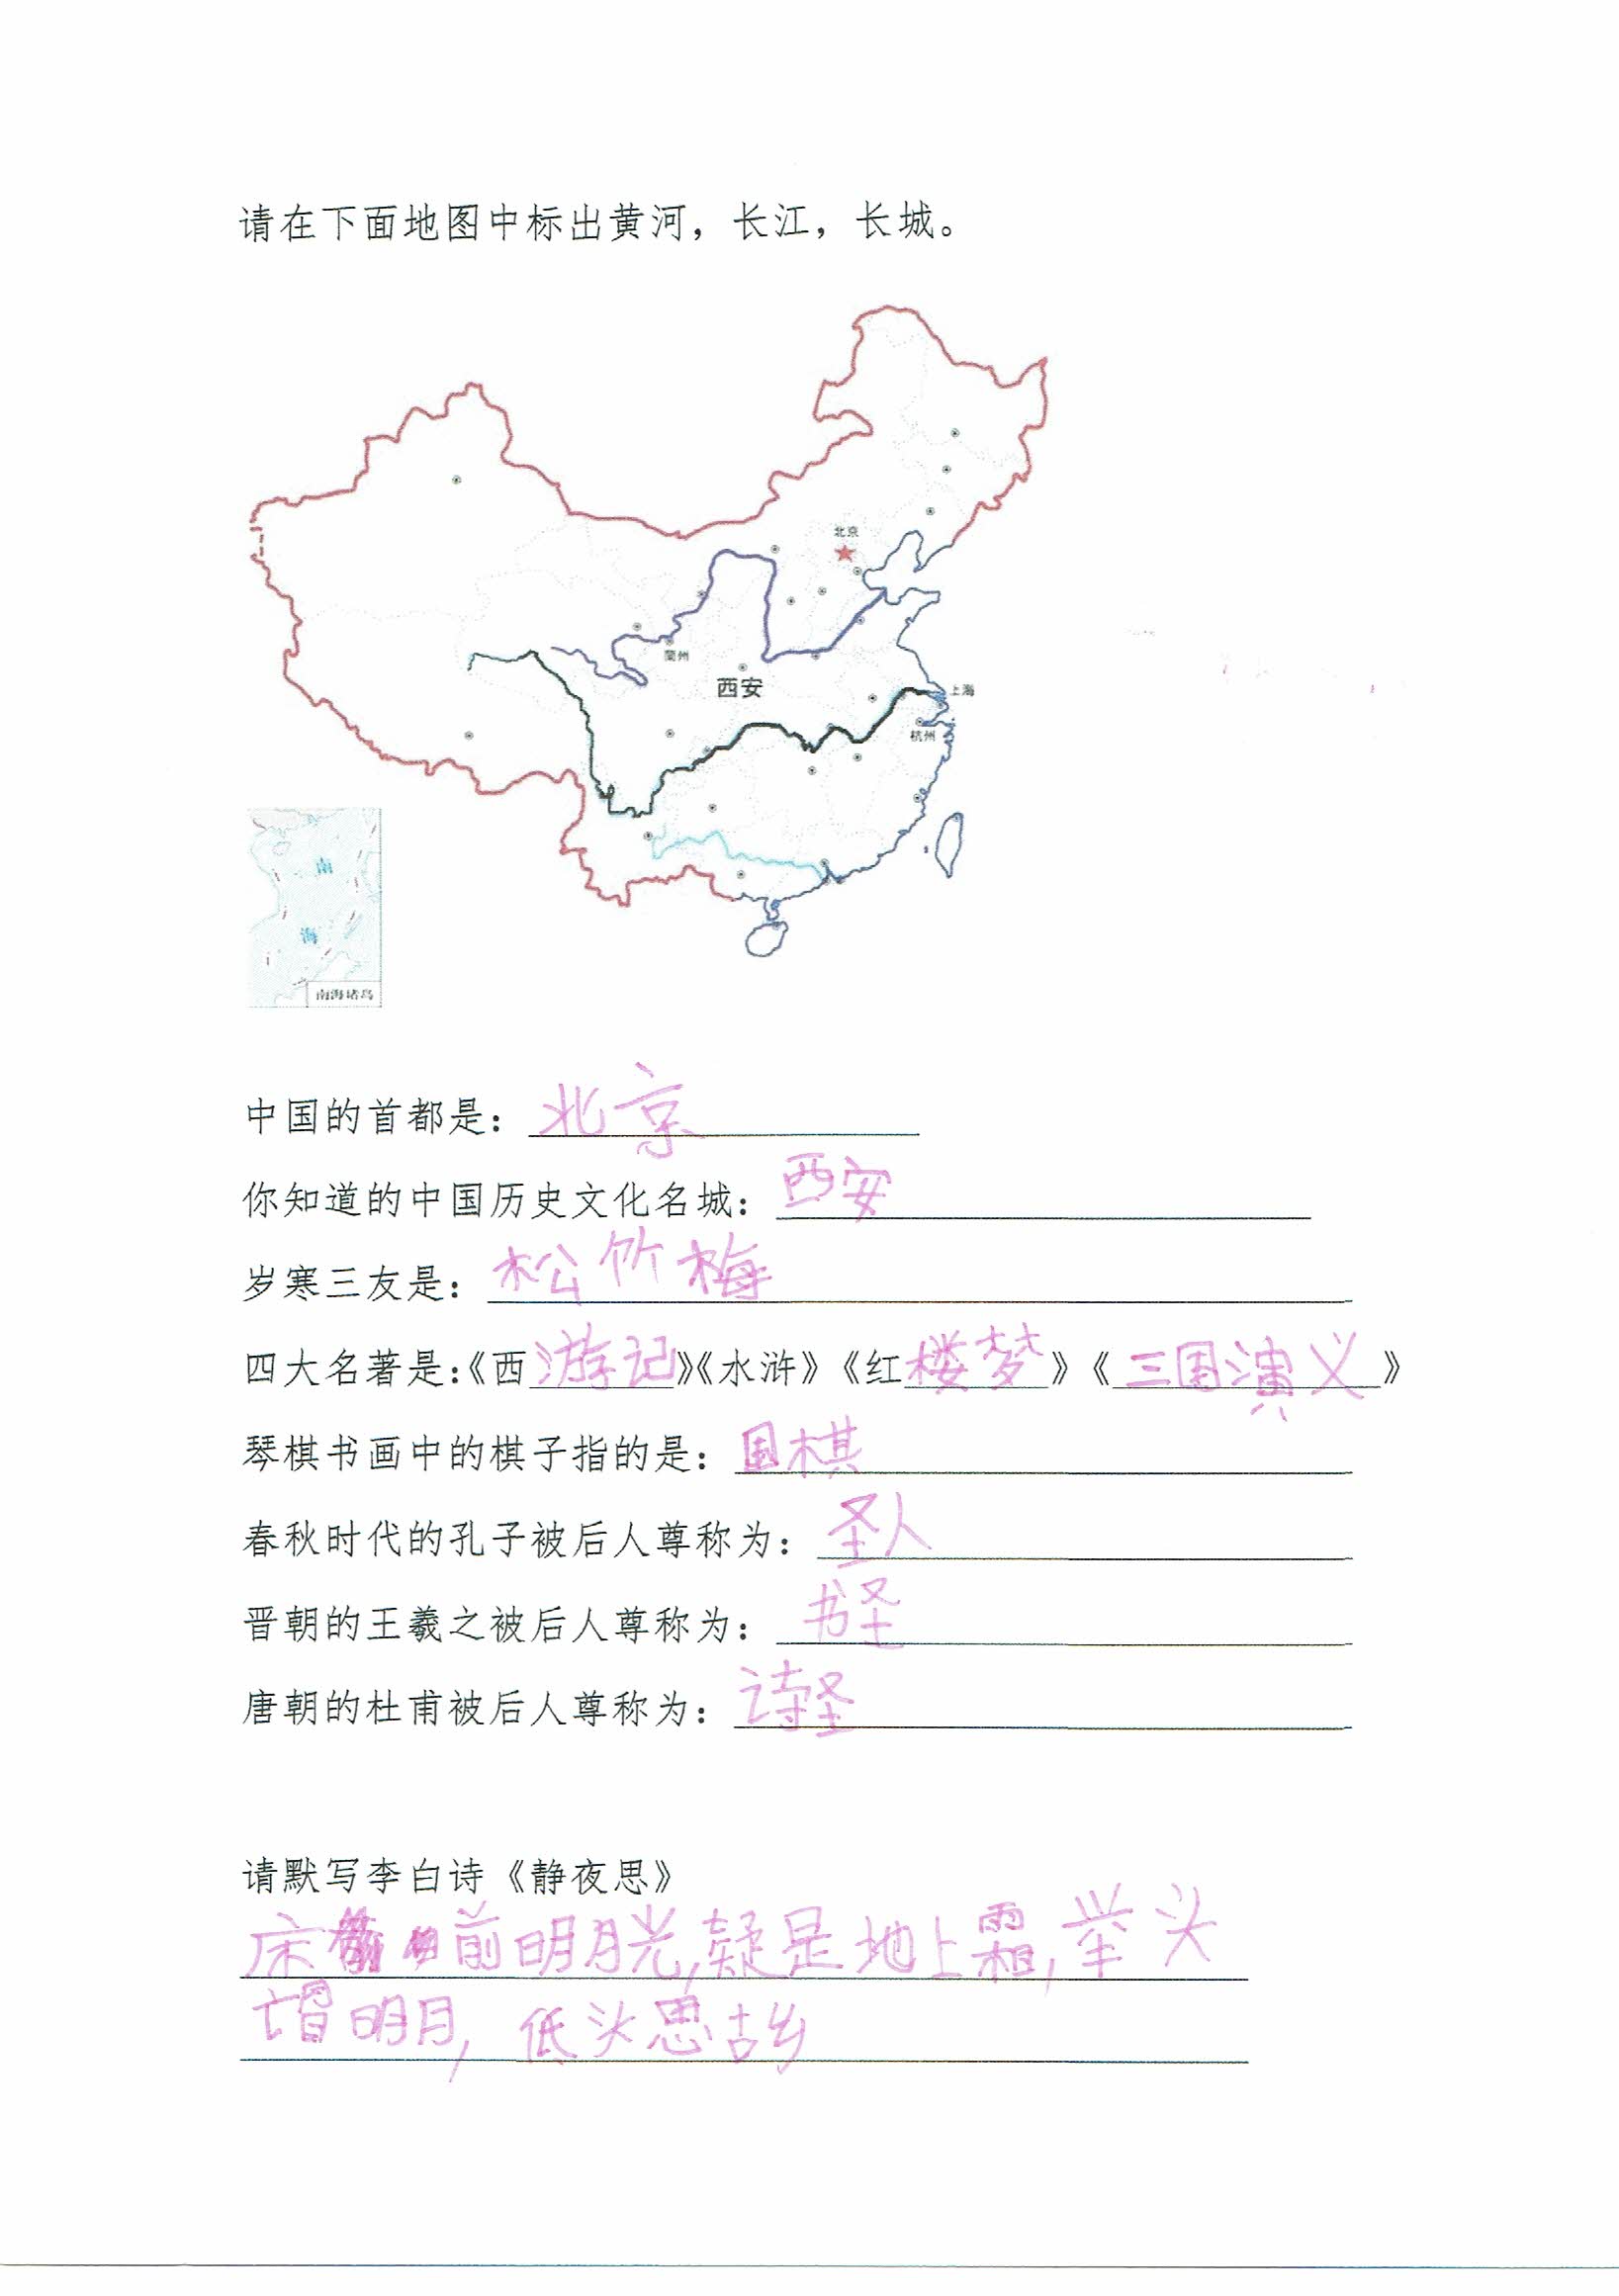 请在下面地图中标出黄河，长江，长城。
北京
兰州
西安
上海
杭州
南
海
南海诸岛
中国的首都是：北京
你知道的中国历史文化名城：西安
岁寒三友是：松竹梅
四大名著是：《西游记》《水浒》《红楼梦》《三国演义》
琴棋书画中的棋子指的是：围棋
春秋时代的孔子被后人尊称为：圣人
晋朝的王羲之被后人尊称为：书圣
唐朝的杜甫被后人尊称为：诗圣
请默写李白诗《静夜思》
床前明月光,疑是地上霜,举头
明月,低头思古乡